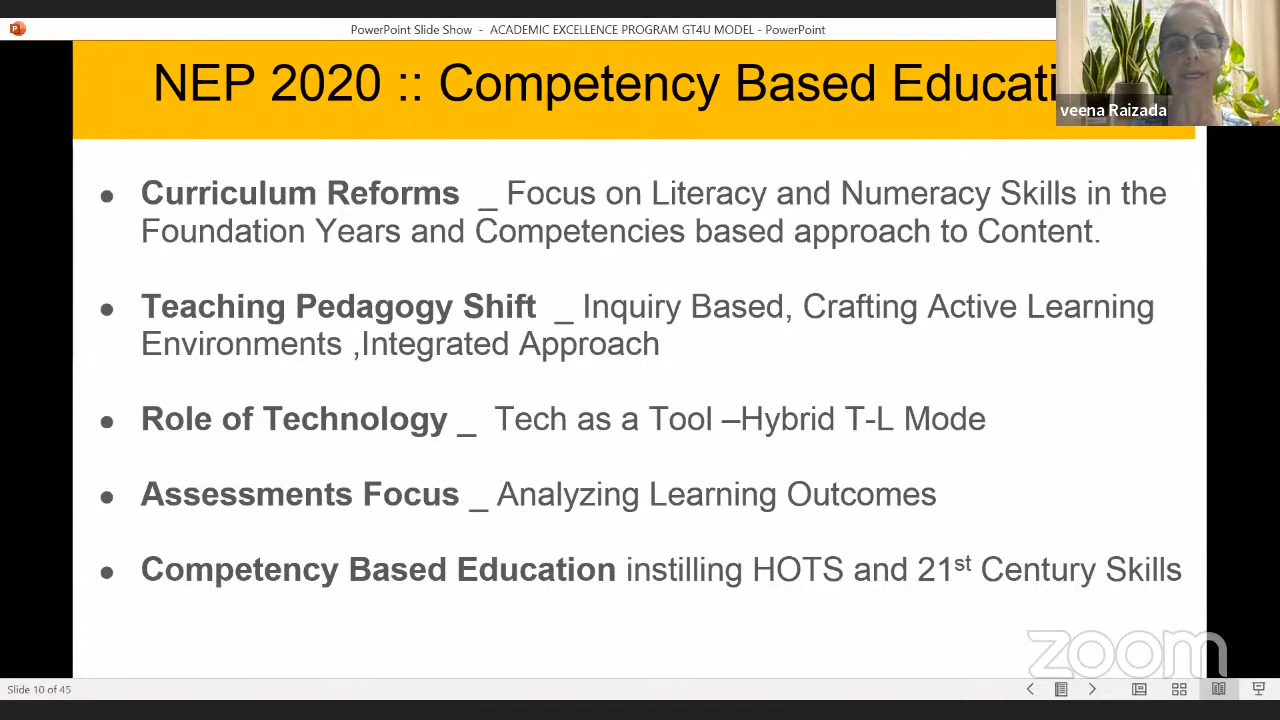 PowerPoint Slide Show - ACADEMIC EXCELLENCE PROGRAM GT4U MODEL - PowerPoint
NEP 2020 :: Competency Based Educati
veena Raizada
● Curriculum Reforms _ Focus on Literacy and Numeracy Skills in the
Foundation Years and Competencies based approach to Content.
● Teaching Pedagogy Shift _ Inquiry Based, Crafting Active Learning
Environments ,Integrated Approach
● Role of Technology _ Tech as a Tool –Hybrid T-L Mode
● Assessments Focus _ Analyzing Learning Outcomes
● Competency Based Education instilling HOTS and 21st Century Skills
zoom
Slide 10 of 45